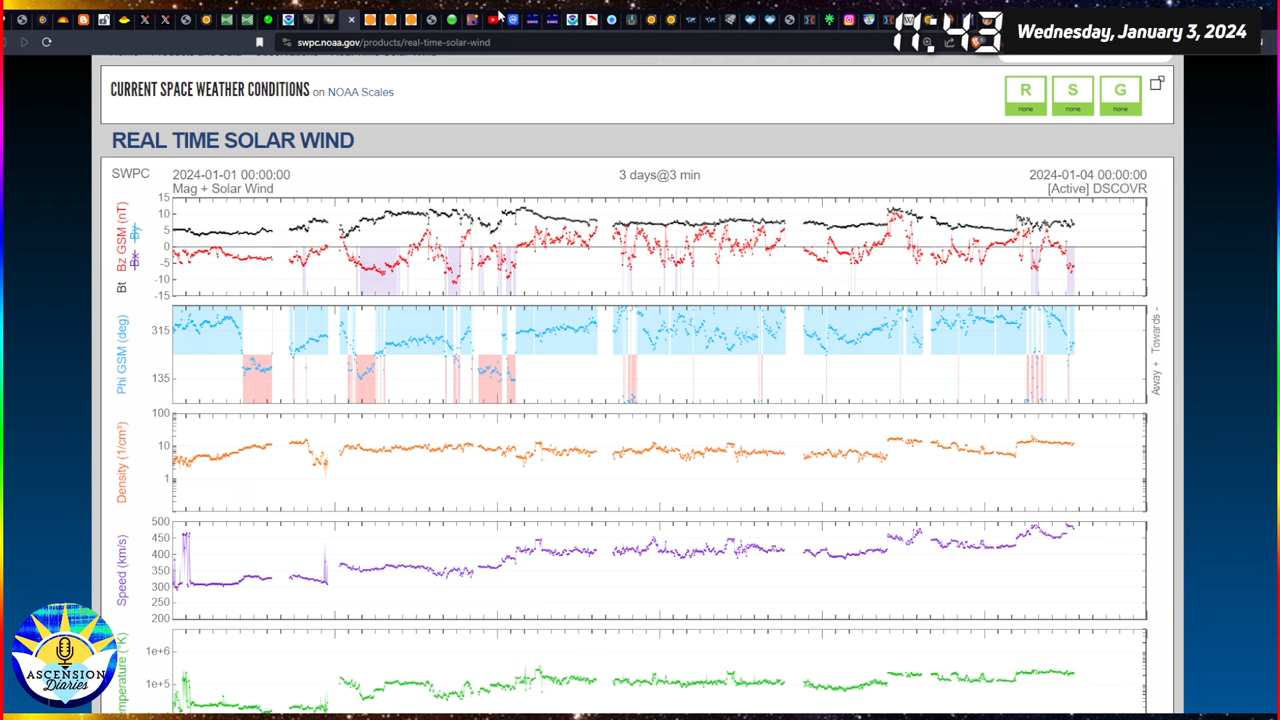 11:43
Wednesday, January 3, 2024
swpc.noaa.gov/products/real-time-solar-wind
CURRENT SPACE WEATHER CONDITIONS on NOAA Scales
R S G
none none none
REAL TIME SOLAR WIND
SWPC 2024-01-01 00:00:00 3 days@3 min 2024-01-04 00:00:00
Mag + Solar Wind [Active] DSCOVR
Bt Bz GSM (nT)
Bx By
15
10
5
0
-5
-10
-15
Phi GSM (deg)
315
135
Away + Towards -
Density (1/cm³)
100
10
1
Speed (km/s)
500
450
400
350
300
250
200
emperature (°K)
1e+6
1e+5
ASCENSION
Diaries